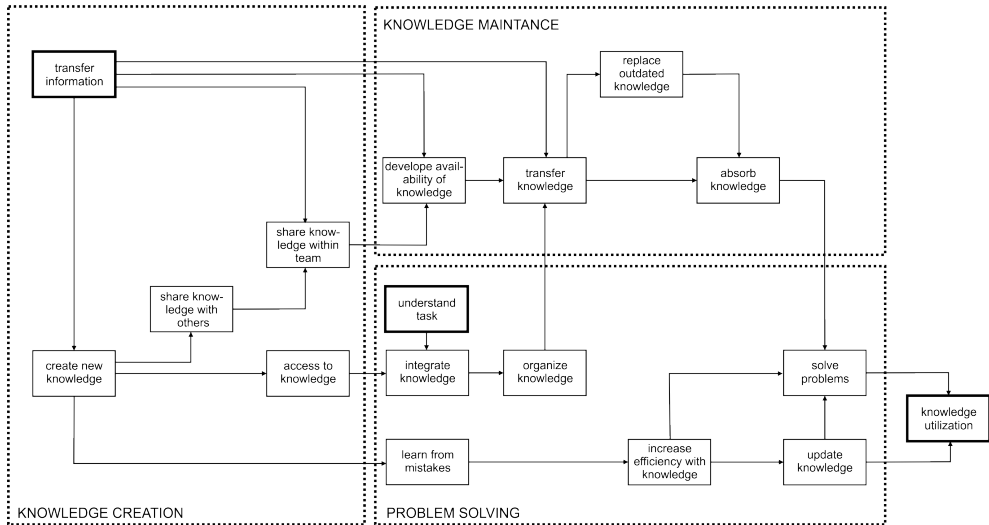 KNOWLEDGE MAINTANCE
transfer
information
replace
outdated
knowledge
develope avail-
ability of
knowledge
transfer
knowledge
absorb
knowledge
share know-
ledge within
team
share know-
ledge with
others
understand
task
create new
knowledge
access to
knowledge
integrate
knowledge
organize
knowledge
solve
problems
knowledge
utilization
learn from
mistakes
increase
efficiency with
knowledge
update
knowledge
KNOWLEDGE CREATION
PROBLEM SOLVING